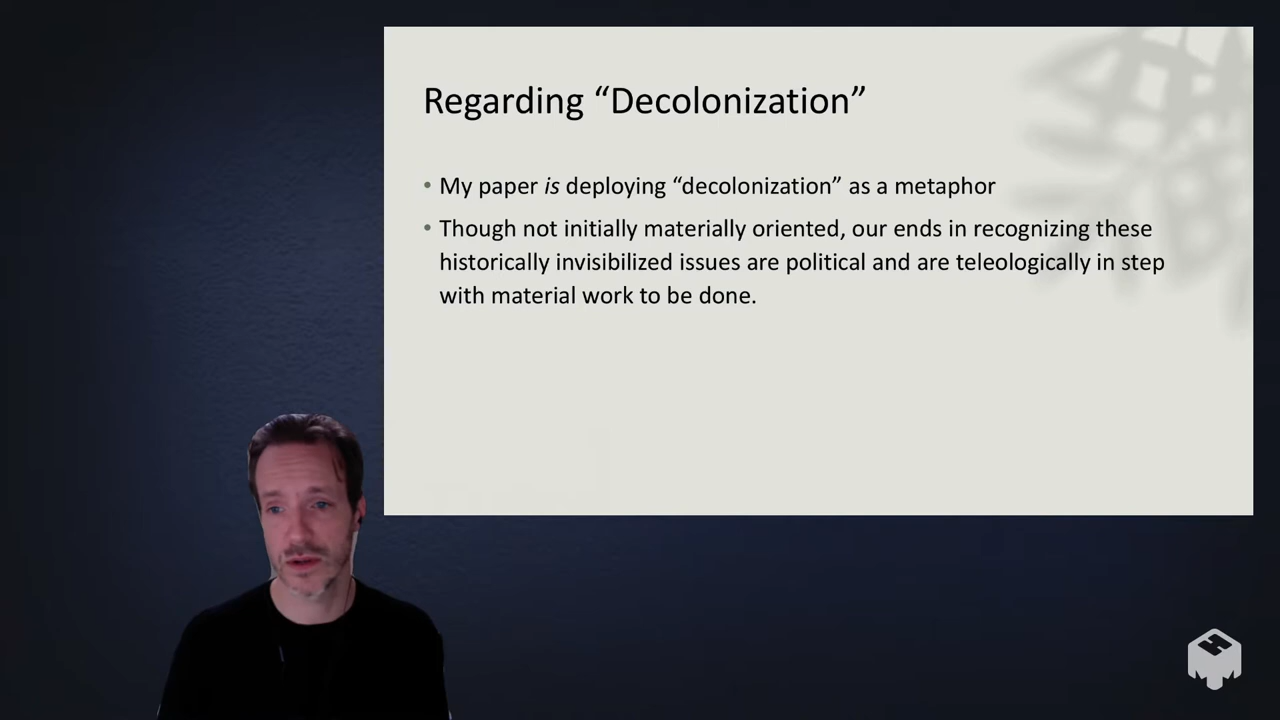 Regarding “Decolonization”
• My paper is deploying “decolonization” as a metaphor
• Though not initially materially oriented, our ends in recognizing these
historically invisibilized issues are political and are teleologically in step
with material work to be done.